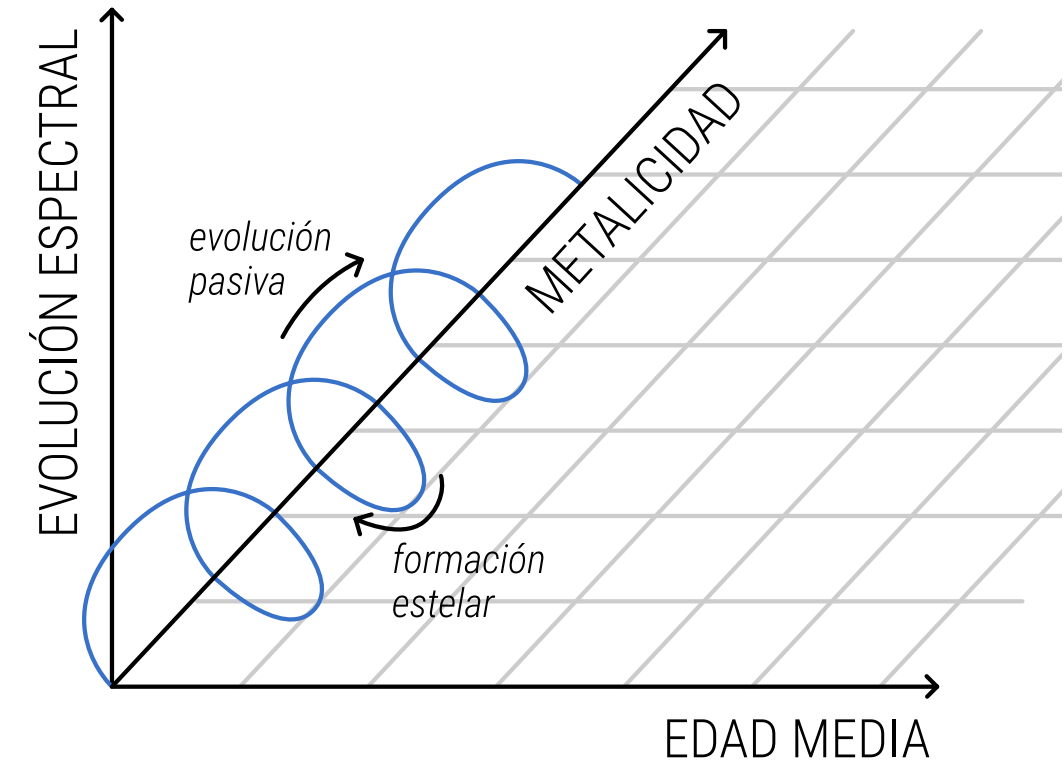 EVOLUCIÓN ESPECTRAL
METALICIDAD
evolución
pasiva
formación
estelar
EDAD MEDIA